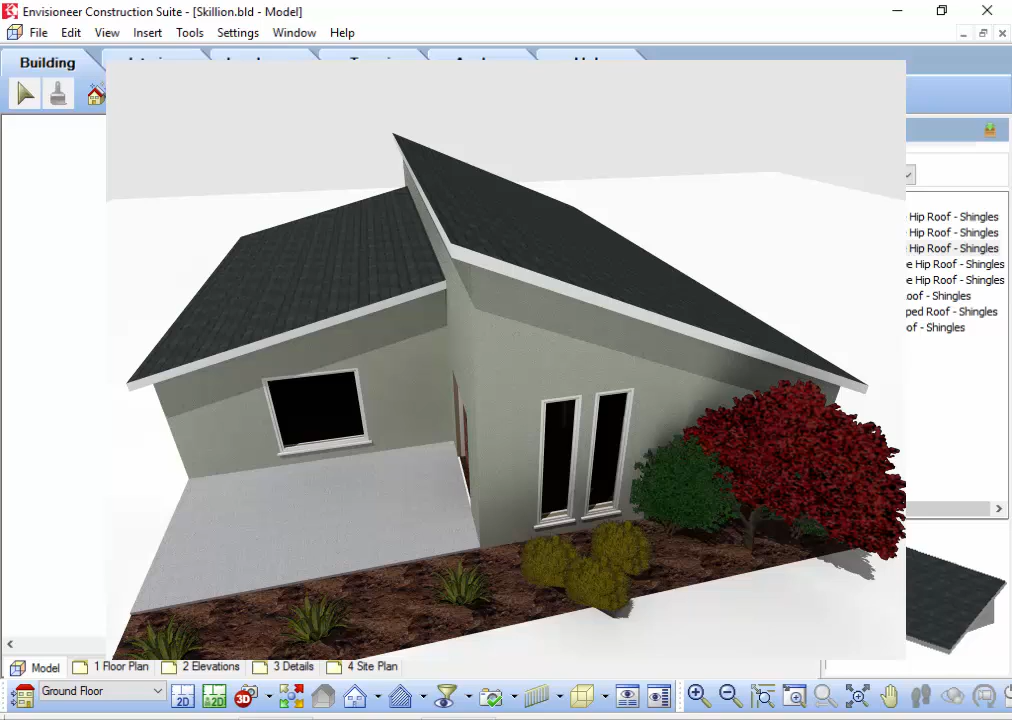 Envisioneer Construction Suite - [Skillion.bld - Model]
File Edit View Insert Tools Settings Window Help
Building
Hip Roof - Shingles
Hip Roof - Shingles
Hip Roof - Shingles
e Hip Roof - Shingles
e Hip Roof - Shingles
oof - Shingles
ped Roof - Shingles
of - Shingles
Model 1 Floor Plan 2 Elevations 3 Details 4 Site Plan
Ground Floor 2D 2D 3D